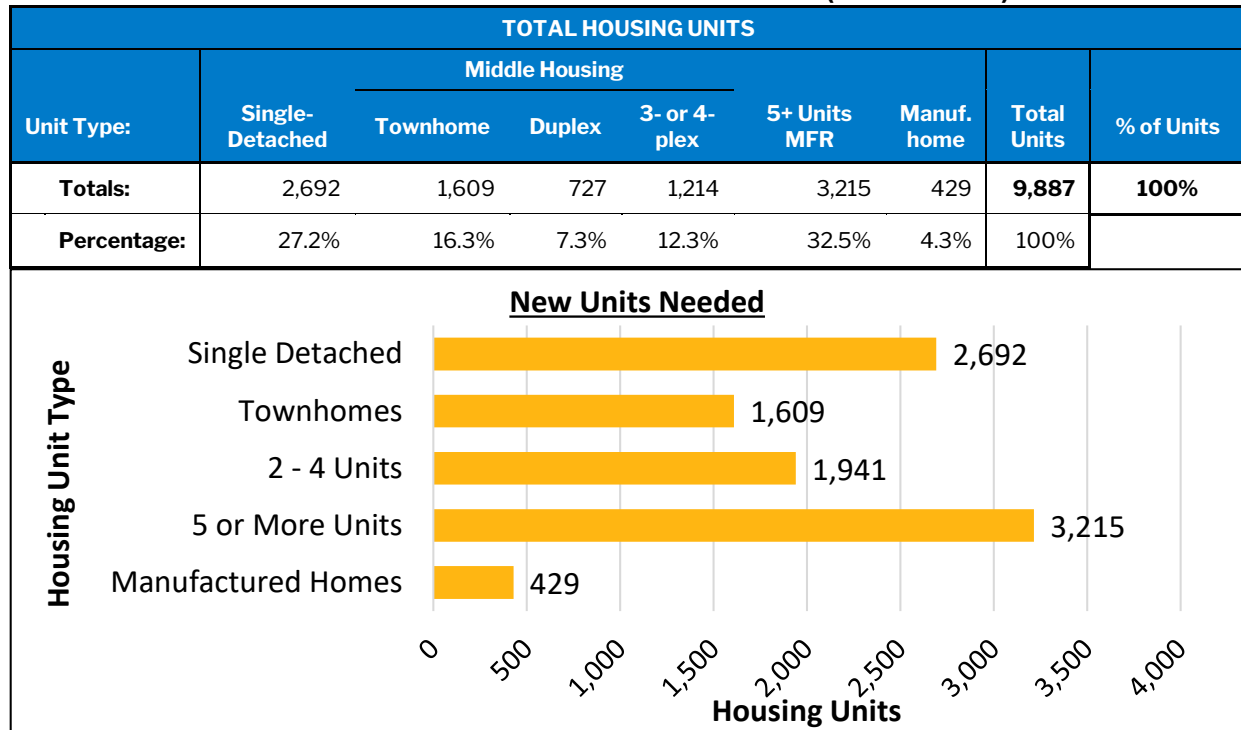 TOTAL HOUSING UNITS
Middle Housing
Unit Type: Single-Detached Townhome Duplex 3- or 4-plex 5+ Units MFR Manuf. home Total Units % of Units
Totals: 2,692 1,609 727 1,214 3,215 429 9,887 100%
Percentage: 27.2% 16.3% 7.3% 12.3% 32.5% 4.3% 100%
New Units Needed
Housing Unit Type
Single Detached 2,692
Townhomes 1,609
2 - 4 Units 1,941
5 or More Units 3,215
Manufactured Homes 429
0 500 1,000 1,500 2,000 2,500 3,000 3,500 4,000
Housing Units